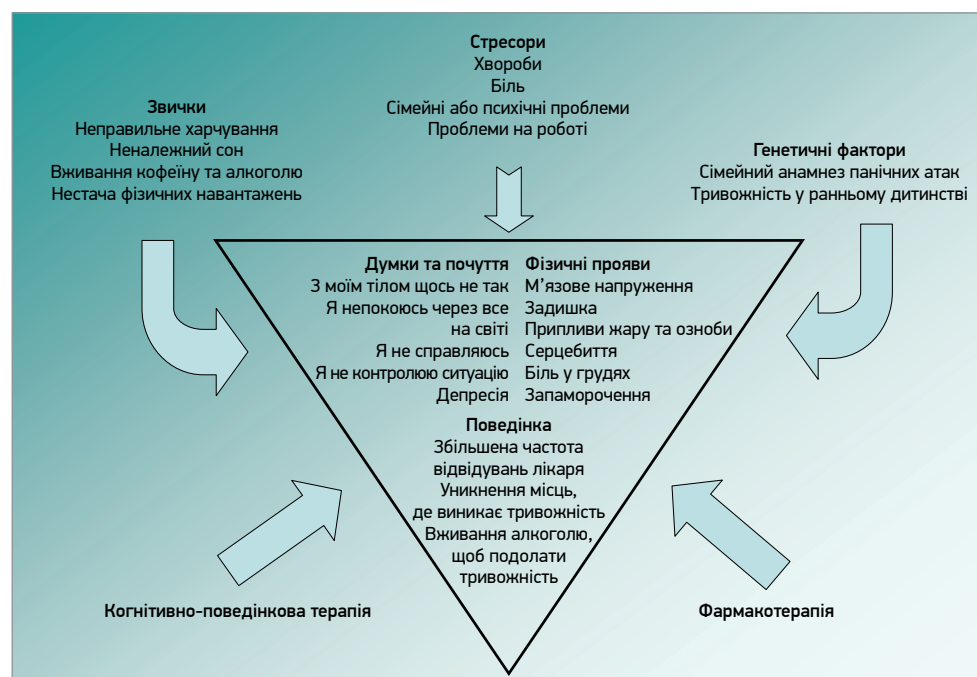 Стресори
Хвороби
Біль
Сімейні або психічні проблеми
Проблеми на роботі
Звички
Неправильне харчування
Неналежний сон
Вживання кофеїну та алкоголю
Нестача фізичних навантажень
Генетичні фактори
Сімейний анамнез панічних атак
Тривожність у ранньому дитинстві
Думки та почуття
З моїм тілом щось не так
Я непокоюсь через все
на світі
Я не справляюсь
Я не контролюю ситуацію
Депресія
Фізичні прояви
М’язове напруження
Задишка
Припливи жару та озноби
Серцебиття
Біль у грудях
Запаморочення
Поведінка
Збільшена частота
відвідувань лікаря
Уникнення місць,
де виникає тривожність
Вживання алкоголю,
щоб подолати
тривожність
Когнітивно-поведінкова терапія
Фармакотерапія